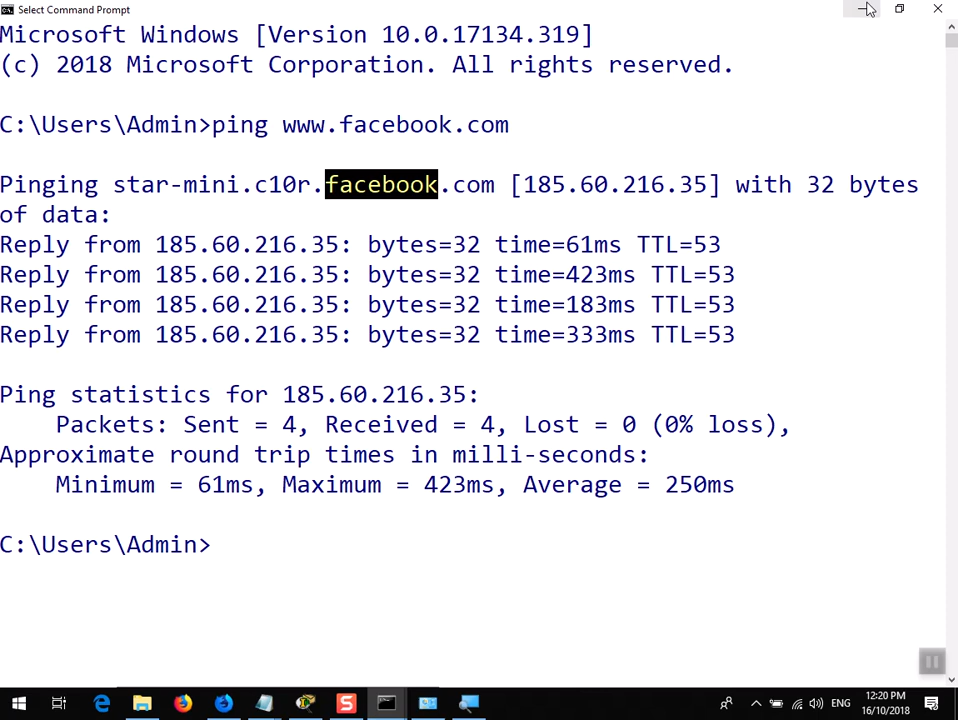 Select Command Prompt
Microsoft Windows [Version 10.0.17134.319]
(c) 2018 Microsoft Corporation. All rights reserved.
C:\Users\Admin>ping www.facebook.com
Pinging star-mini.c10r.facebook.com [185.60.216.35] with 32 bytes
of data:
Reply from 185.60.216.35: bytes=32 time=61ms TTL=53
Reply from 185.60.216.35: bytes=32 time=423ms TTL=53
Reply from 185.60.216.35: bytes=32 time=183ms TTL=53
Reply from 185.60.216.35: bytes=32 time=333ms TTL=53
Ping statistics for 185.60.216.35:
    Packets: Sent = 4, Received = 4, Lost = 0 (0% loss),
Approximate round trip times in milli-seconds:
    Minimum = 61ms, Maximum = 423ms, Average = 250ms
C:\Users\Admin>
ENG
12:20 PM
16/10/2018